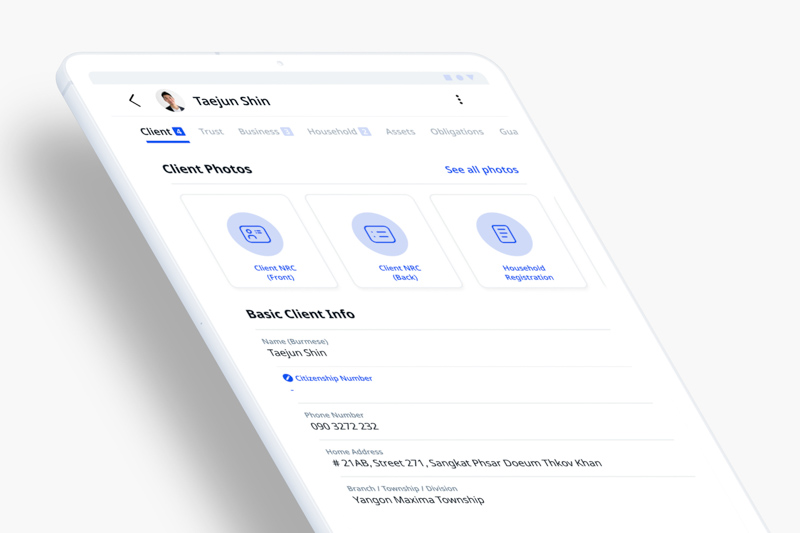 Taejun Shin
Client 4 Trust Business 3 Household 2 Assets Obligations Gua
Client Photos See all photos
Client NRC
(Front)
Client NRC
(Back)
Household
Registration
Basic Client Info
Name (Burmese)
Taejun Shin
Citizenship Number
-
Phone Number
090 3272 232
Home Address
# 21AB, Street 271, Sangkat Phsar Doeum Thkov Khan
Branch / Township / Division
Yangon Maxima Township